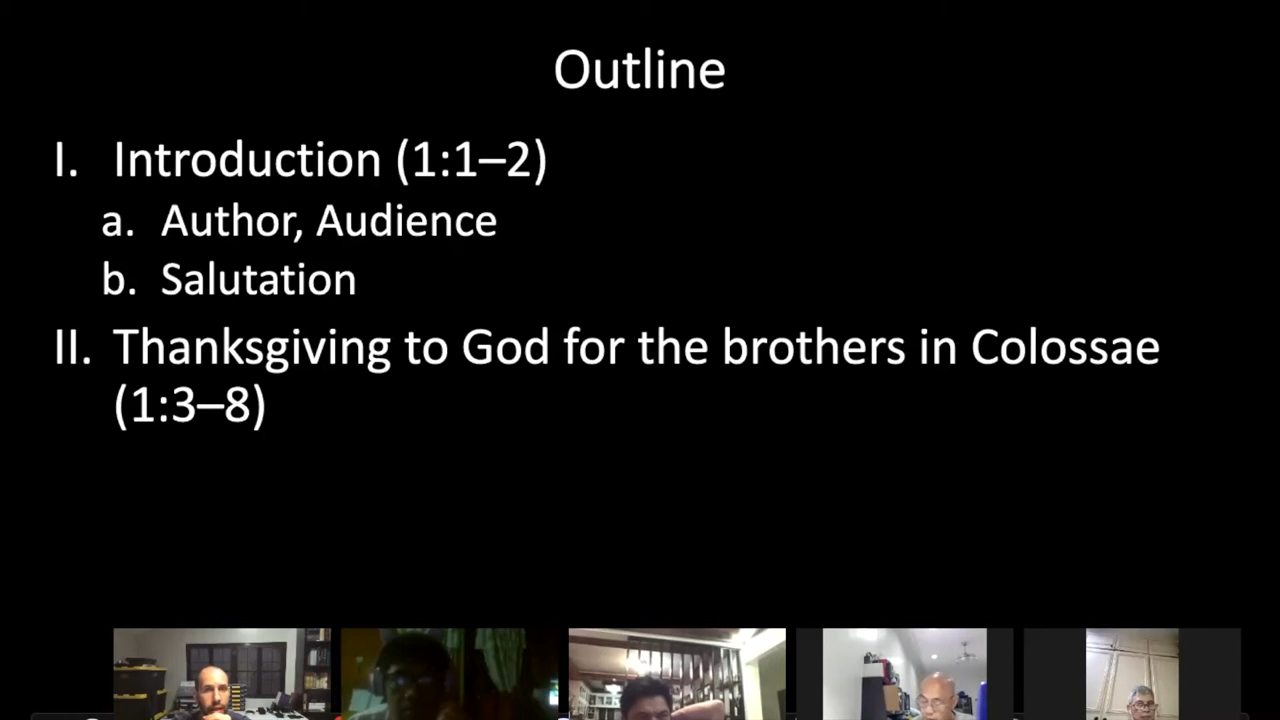 Outline
I. Introduction (1:1–2)
a. Author, Audience
b. Salutation
II. Thanksgiving to God for the brothers in Colossae
(1:3–8)